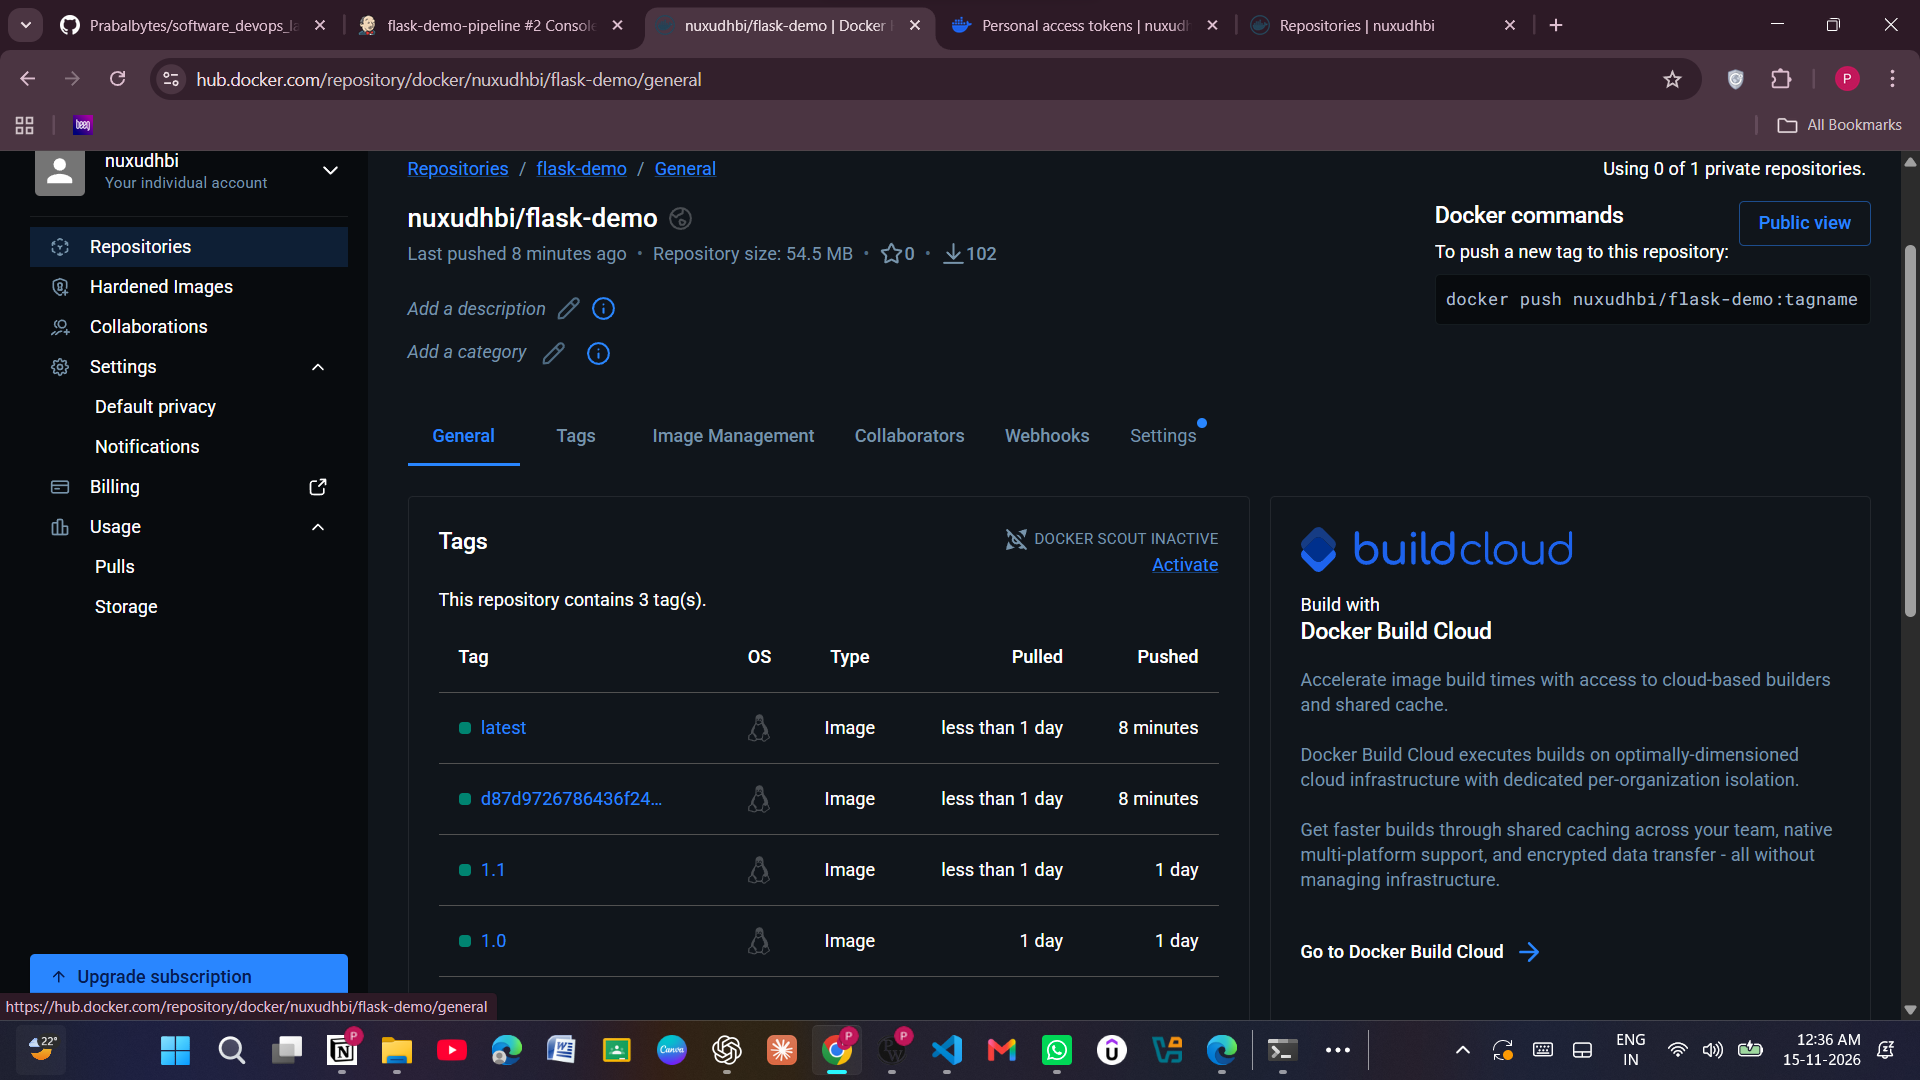 Prabalbytes/software_devops_la
flask-demo-pipeline #2 Console
nuxudhbi/flask-demo | Docker
Personal access tokens | nuxudh
Repositories | nuxudhbi
hub.docker.com/repository/docker/nuxudhbi/flask-demo/general
P
beeg
All Bookmarks
nuxudhbi
Your individual account
Repositories
Hardened Images
Collaborations
Settings
Default privacy
Notifications
Billing
Usage
Pulls
Storage
Upgrade subscription
Repositories / flask-demo / General
Using 0 of 1 private repositories.
nuxudhbi/flask-demo
Last pushed 8 minutes ago • Repository size: 54.5 MB • 0 • 102
Add a description
Add a category
Docker commands
Public view
To push a new tag to this repository:
docker push nuxudhbi/flask-demo:tagname
General Tags Image Management Collaborators Webhooks Settings
Tags
DOCKER SCOUT INACTIVE
Activate
This repository contains 3 tag(s).
Tag OS Type Pulled Pushed
latest Image less than 1 day 8 minutes
d87d9726786436f24... Image less than 1 day 8 minutes
1.1 Image less than 1 day 1 day
1.0 Image 1 day 1 day
buildcloud
Build with
Docker Build Cloud
Accelerate image build times with access to cloud-based builders
and shared cache.
Docker Build Cloud executes builds on optimally-dimensioned
cloud infrastructure with dedicated per-organization isolation.
Get faster builds through shared caching across your team, native
multi-platform support, and encrypted data transfer - all without
managing infrastructure.
Go to Docker Build Cloud
https://hub.docker.com/repository/docker/nuxudhbi/flask-demo/general
22°
P
Canva
P
P
ENG
IN
12:36 AM
15-11-2026